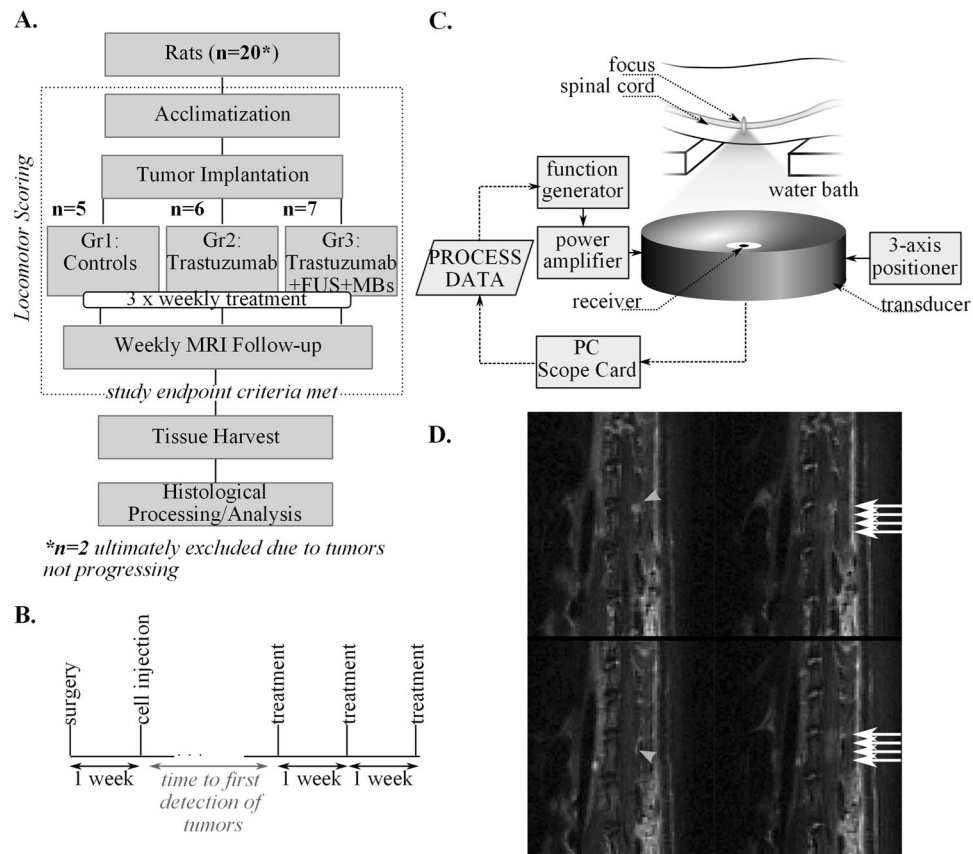 A.
Rats (n=20*)
Acclimatization
Tumor Implantation
n=5
n=6
n=7
Gr1:
Controls
Gr2:
Trastuzumab
Gr3:
Trastuzumab
+FUS+MBs
3 x weekly treatment
Weekly MRI Follow-up
study endpoint criteria met
Locomotor Scoring
Tissue Harvest
Histological
Processing/Analysis
*n=2 ultimately excluded due to tumors
not progressing
B.
surgery
cell injection
treatment
treatment
treatment
. . .
1 week
time to first
detection of
tumors
1 week
1 week
C.
focus
spinal cord
water bath
function
generator
power
amplifier
PROCESS
DATA
receiver
PC
Scope Card
3-axis
positioner
transducer
D.